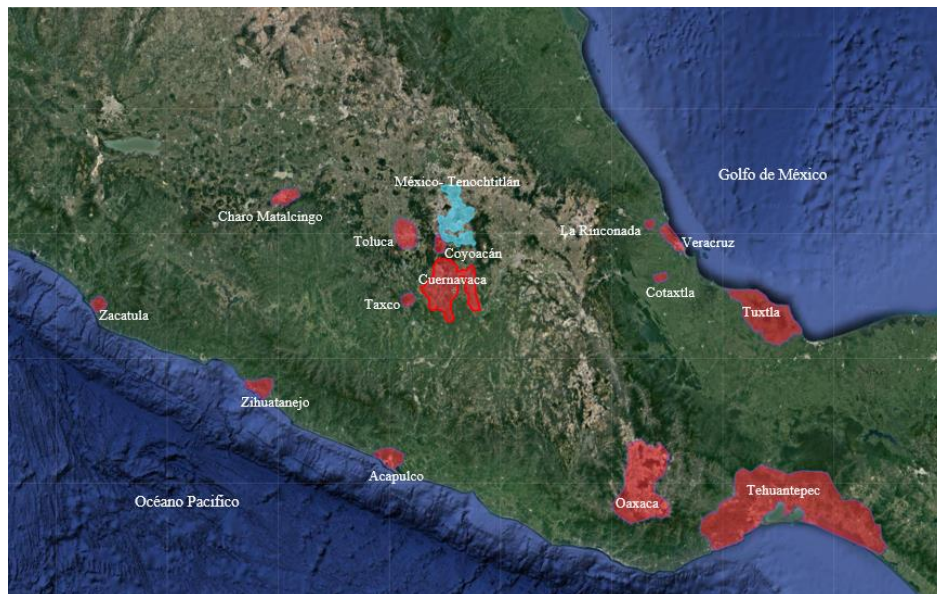 Golfo de México
México- Tenochtitlán
Charo Matalcingo
La Rinconada
Toluca
Veracruz
Coyoacán
Cuernavaca
Cotaxtla
Taxco
Zacatula
Tuxtla
Zihuatanejo
Acapulco
Tehuantepec
Océano Pacifico
Oaxaca